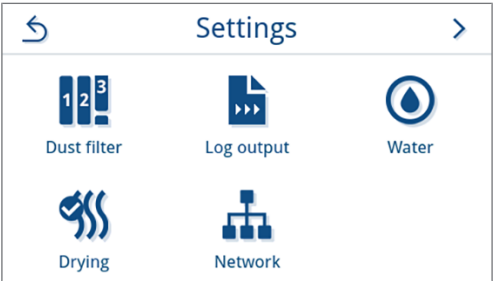 Settings
1 2 3
Dust filter
Log output
Water
Drying
Network